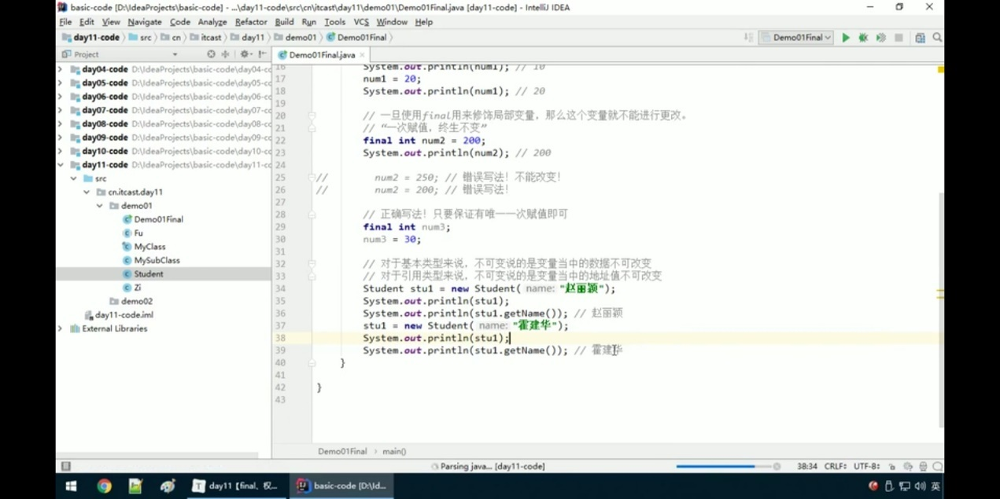 basic-code [D:\IdeaProjects\basic-code] - ...\day11-code\src\cn\itcast\day11\demo01\Demo01Final.java [day11-code] - IntelliJ IDEA
File Edit View Navigate Code Analyze Refactor Build Run Tools VCS Window Help
day11-code src cn itcast day11 demo01 Demo01Final Demo01Final
Project
Demo01Final.java
day04-code D:\IdeaProjects\basic-code\day04-cc
day05-code D:\IdeaProjects\basic-code\day05-cc
day06-code D:\IdeaProjects\basic-code\day06-cc
day07-code D:\IdeaProjects\basic-code\day07-cc
day08-code D:\IdeaProjects\basic-code\day08-cc
day09-code D:\IdeaProjects\basic-code\day09-cc
day10-code D:\IdeaProjects\basic-code\day10-cc
day11-code D:\IdeaProjects\basic-code\day11-cc
src
cn.itcast.day11
demo01
Demo01Final
Fu
MyClass
MySubClass
Student
Zi
demo02
day11-code.iml
External Libraries
16 System.out.println(num1); // 10
17 num1 = 20;
18 System.out.println(num1); // 20
19
20 // 一旦使用final用来修饰局部变量，那么这个变量就不能进行更改。
21 // “一次赋值，终生不变”
22 final int num2 = 200;
23 System.out.println(num2); // 200
24
25 // num2 = 250; // 错误写法！不能改变！
26 // num2 = 200; // 错误写法！
27
28 // 正确写法！只要保证有唯一一次赋值即可
29 final int num3;
30 num3 = 30;
31
32 // 对于基本类型来说，不可变说的是变量当中的数据不可改变
33 // 对于引用类型来说，不可变说的是变量当中的地址值不可改变
34 Student stu1 = new Student( name: "赵丽颖");
35 System.out.println(stu1);
36 System.out.println(stu1.getName()); // 赵丽颖
37 stu1 = new Student( name: "霍建华");
38 System.out.println(stu1);
39 System.out.println(stu1.getName()); // 霍建华
40 }
41
42 }
43
Demo01Final main()
Parsing java... [day11-code] 38:34 CRLF UTF-8
day11【final、权... basic-code [D:\Id... 英